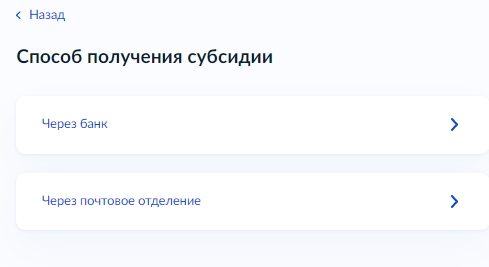 Назад
Способ получения субсидии
Через банк
Через почтовое отделение